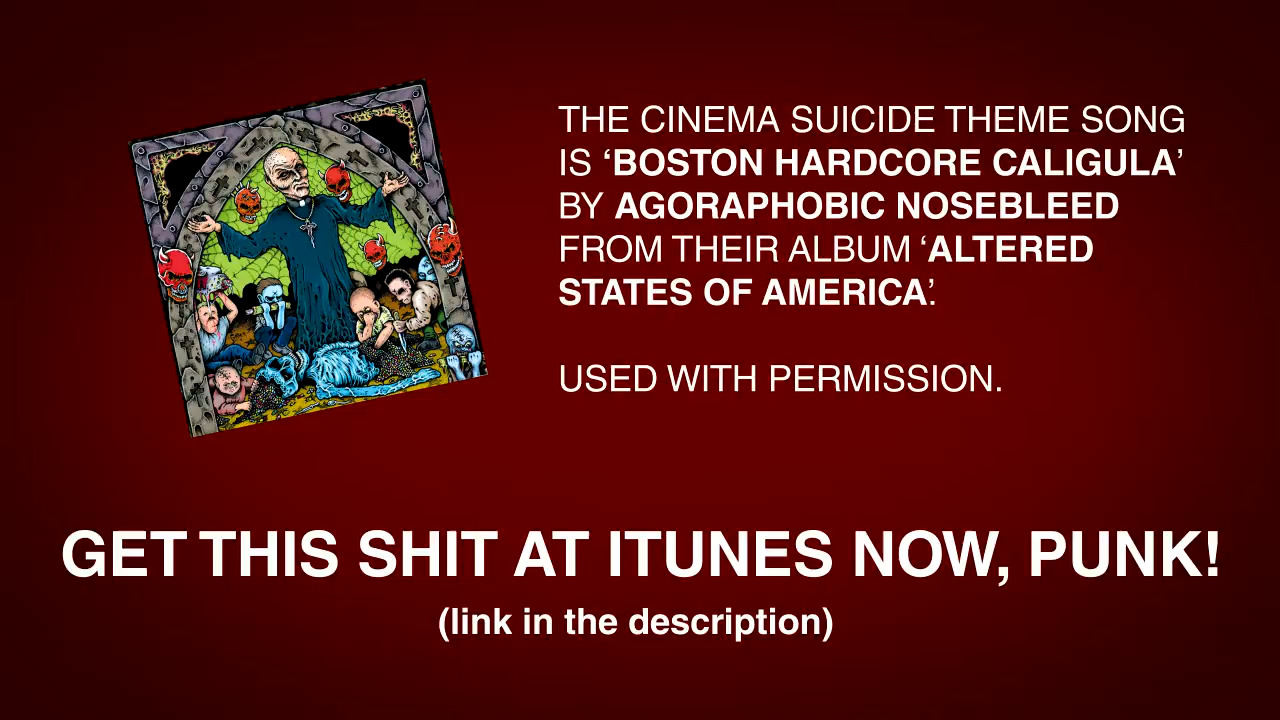 THE CINEMA SUICIDE THEME SONG
IS ‘BOSTON HARDCORE CALIGULA’
BY AGORAPHOBIC NOSEBLEED
FROM THEIR ALBUM ‘ALTERED
STATES OF AMERICA’.
USED WITH PERMISSION.
GET THIS SHIT AT ITUNES NOW, PUNK!
(link in the description)